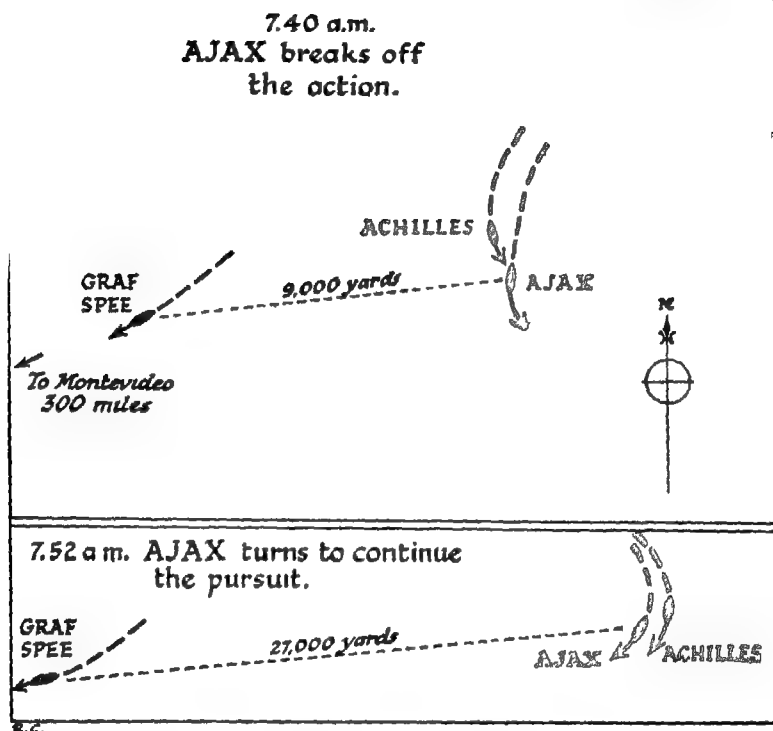 7.40 a.m.
AJAX breaks off
the action.
ACHILLES
GRAF
SPEE
9,000 yards
AJAX
N
To Montevideo
300 miles
7.52 a m. AJAX turns to continue
the pursuit.
GRAF
SPEE
27,000 yards
AJAX
ACHILLES